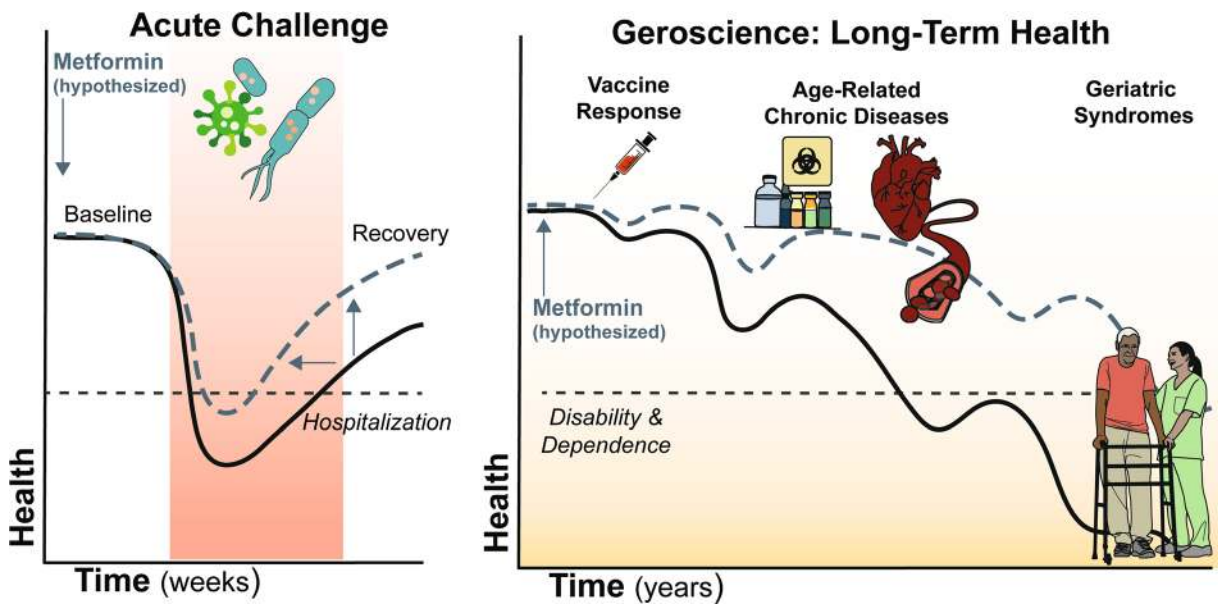 Acute Challenge
Metformin
(hypothesized)
Baseline
Recovery
Hospitalization
Health
Time (weeks)
Geroscience: Long-Term Health
Vaccine
Response
Age-Related
Chronic Diseases
Geriatric
Syndromes
Metformin
(hypothesized)
Disability &
Dependence
Health
Time (years)